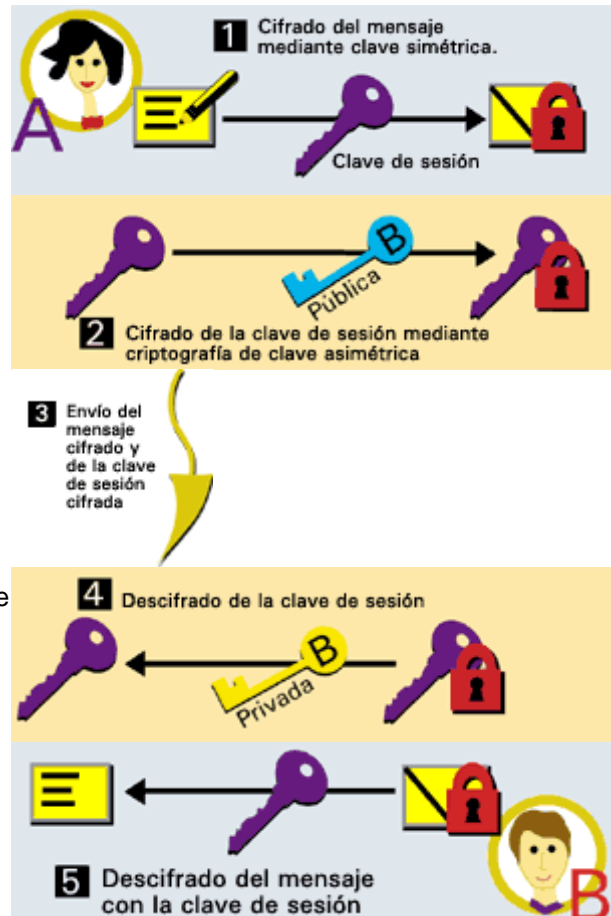 1 Cifrado del mensaje
mediante clave simétrica.
A
Clave de sesión
B
Pública
2 Cifrado de la clave de sesión mediante
criptografía de clave asimétrica
3 Envío del
mensaje
cifrado y
de la clave
de sesión
cifrada
e
4 Descifrado de la clave de sesión
B
Privada
5 Descifrado del mensaje
con la clave de sesión
B